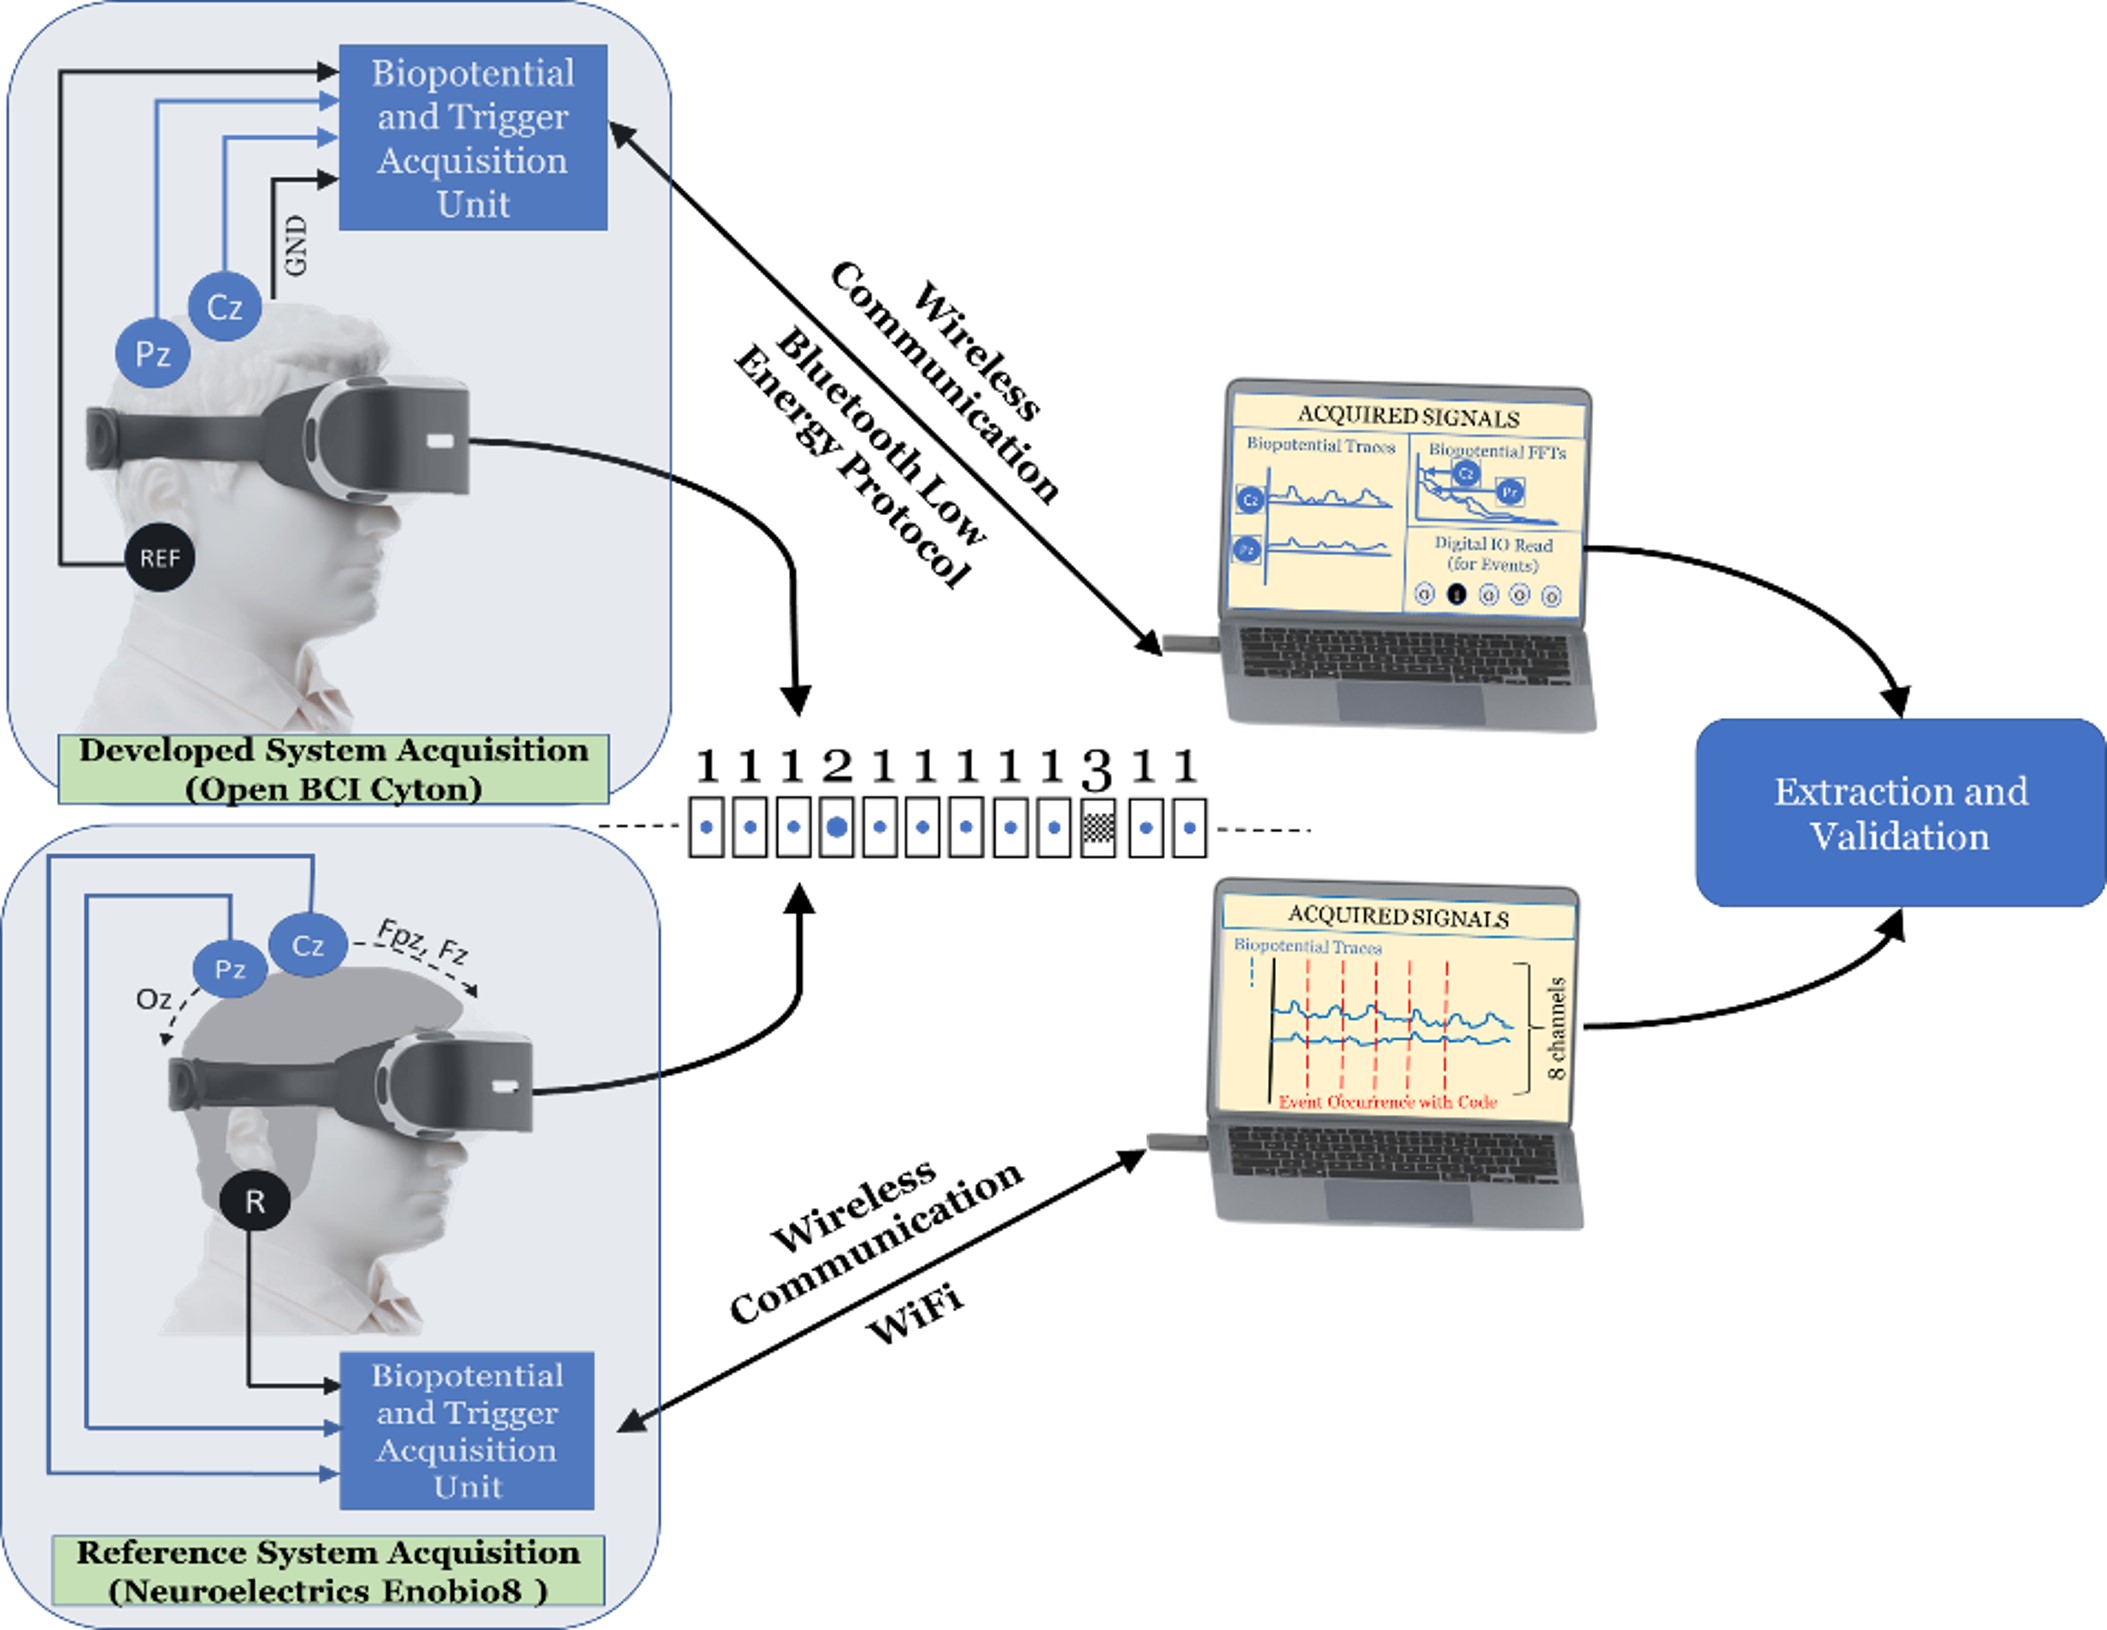 Biopotential
and Trigger
Acquisition
Unit
GND
Cz
Pz
REF
Developed System Acquisition
(Open BCI Cyton)
Wireless
Communication
Bluetooth Low
Energy Protocol
ACQUIRED SIGNALS
Biopotential Traces
Cz
Pz
Biopotential FFTs
Cz
Pz
Digital IO Read
(for Events)
0 1 0 0 0
1 1 1 2 1 1 1 1 1 3 1 1
Extraction and
Validation
Cz
Fpz, Fz
Pz
Oz
R
Biopotential
and Trigger
Acquisition
Unit
Reference System Acquisition
(Neuroelectrics Enobio8 )
Wireless
Communication
WiFi
ACQUIRED SIGNALS
Biopotential Traces
8 channels
Event Occurrence with Code